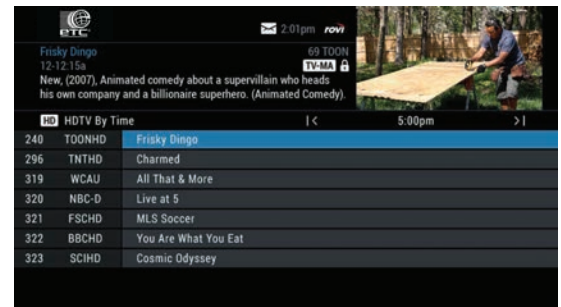 etc
2:01pm rovi
Frisky Dingo 69 TOON
12-12:15a TV-MA
New, (2007), Animated comedy about a supervillain who heads
his own company and a billionaire superhero. (Animated Comedy).
HD HDTV By Time |< 5:00pm >|
240 TOONHD Frisky Dingo
296 TNTHD Charmed
319 WCAU All That & More
320 NBC-D Live at 5
321 FSCHD MLS Soccer
322 BBCHD You Are What You Eat
323 SCIHD Cosmic Odyssey